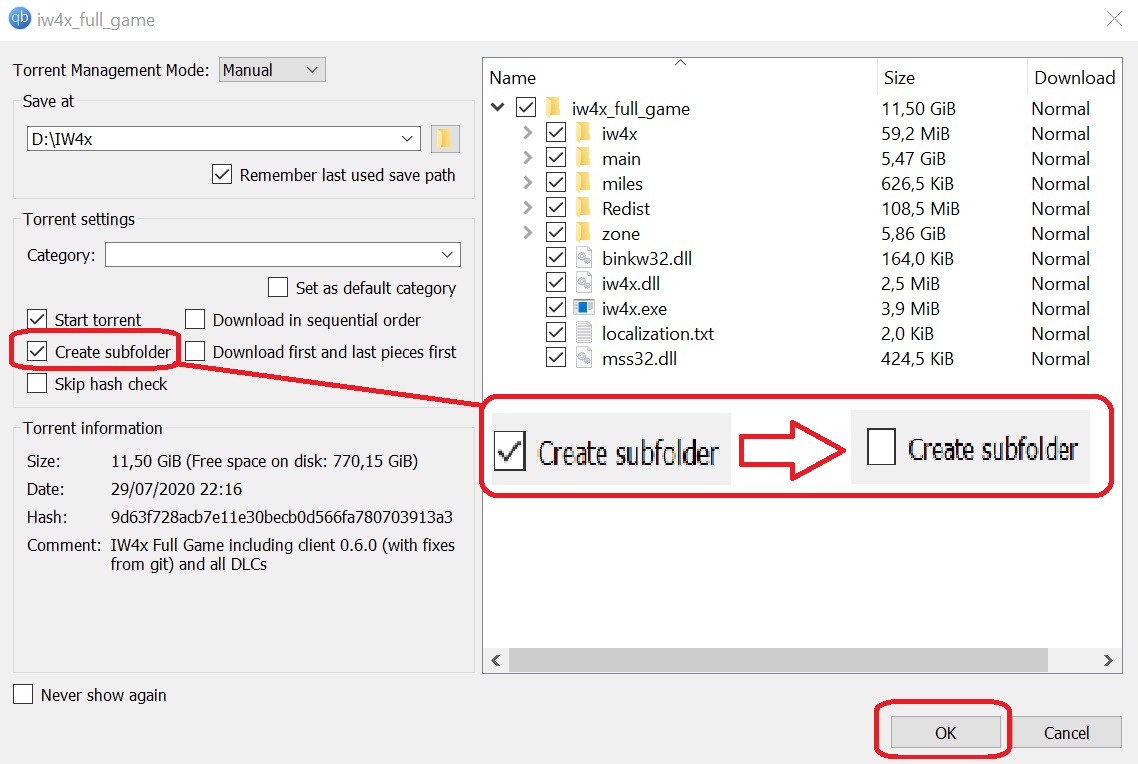 qb iw4x_full_game
Torrent Management Mode: Manual
Save at
D:\IW4x
Remember last used save path
Torrent settings
Category:
Set as default category
Start torrent Download in sequential order
Create subfolder Download first and last pieces first
Skip hash check
Torrent information
Size: 11,50 GiB (Free space on disk: 770,15 GiB)
Date: 29/07/2020 22:16
Hash: 9d63f728acb7e11e30becb0d566fa780703913a3
Comment: IW4x Full Game including client 0.6.0 (with fixes
from git) and all DLCs
Never show again
Name Size Download
iw4x_full_game 11,50 GiB Normal
iw4x 59,2 MiB Normal
main 5,47 GiB Normal
miles 626,5 KiB Normal
Redist 108,5 MiB Normal
zone 5,86 GiB Normal
binkw32.dll 164,0 KiB Normal
iw4x.dll 2,5 MiB Normal
iw4x.exe 3,9 MiB Normal
localization.txt 2,0 KiB Normal
mss32.dll 424,5 KiB Normal
Create subfolder Create subfolder
OK Cancel